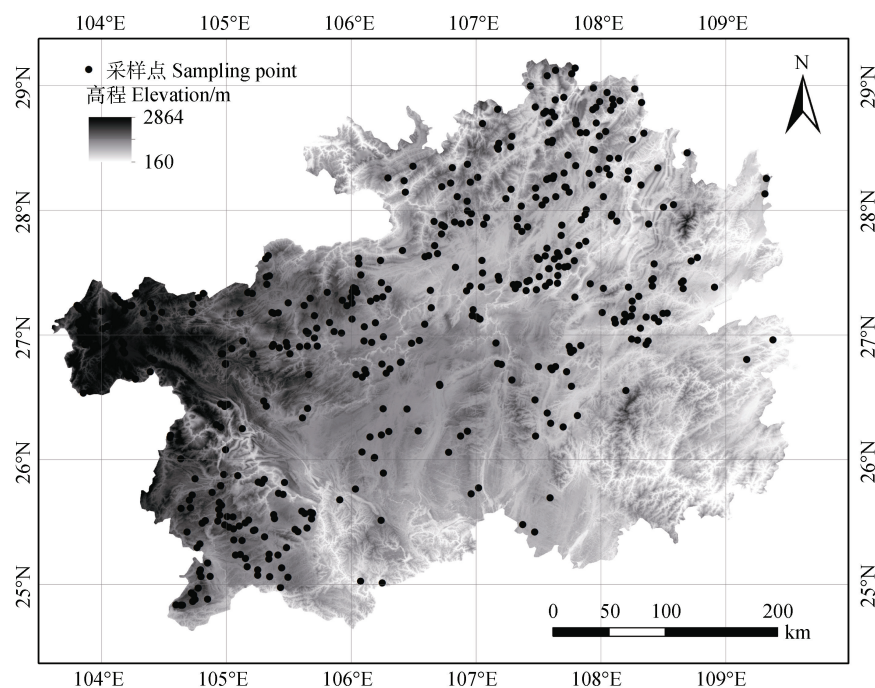 104°E 105°E 106°E 107°E 108°E 109°E
采样点 Sampling point
高程 Elevation/m
2864
160
N
29°N 29°N
28°N 28°N
27°N 27°N
26°N 26°N
25°N 25°N
0 50 100 200
km
104°E 105°E 106°E 107°E 108°E 109°E